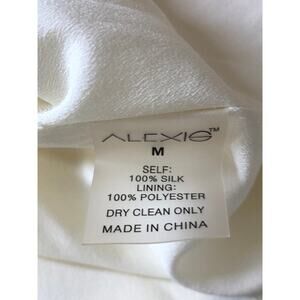 ALEXIS™
M
SELF:
100% SILK
LINING:
100% POLYESTER
DRY CLEAN ONLY
MADE IN CHINA